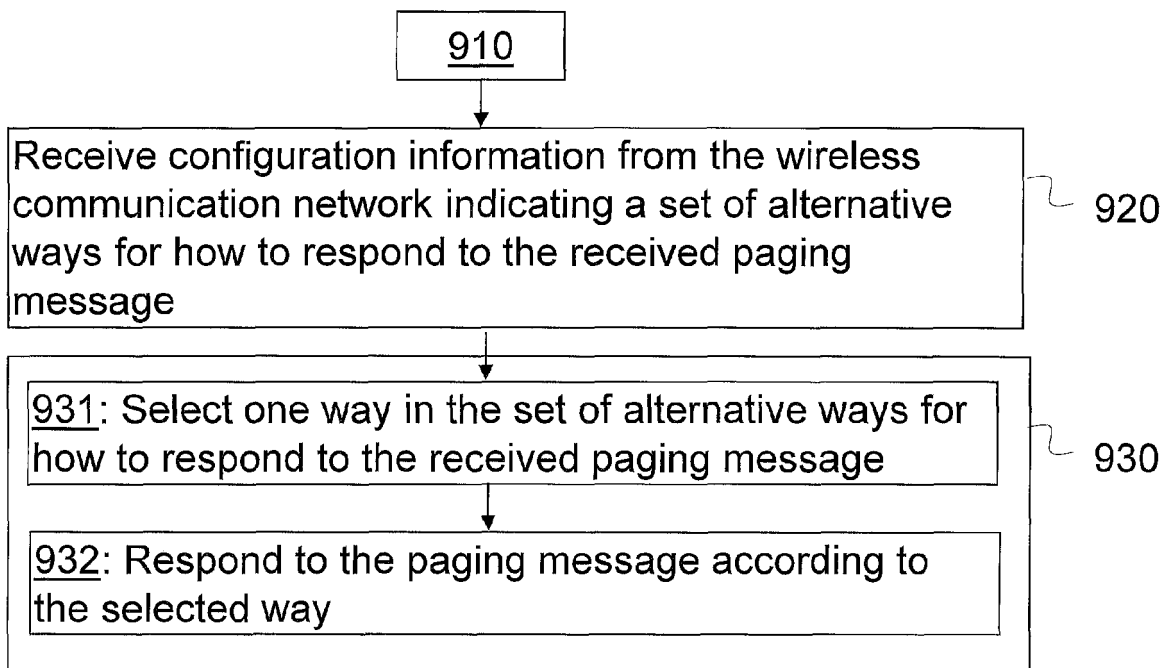 910
Receive configuration information from the wireless
communication network indicating a set of alternative
ways for how to respond to the received paging
message
920
931: Select one way in the set of alternative ways for
how to respond to the received paging message
930
932: Respond to the paging message according to
the selected way